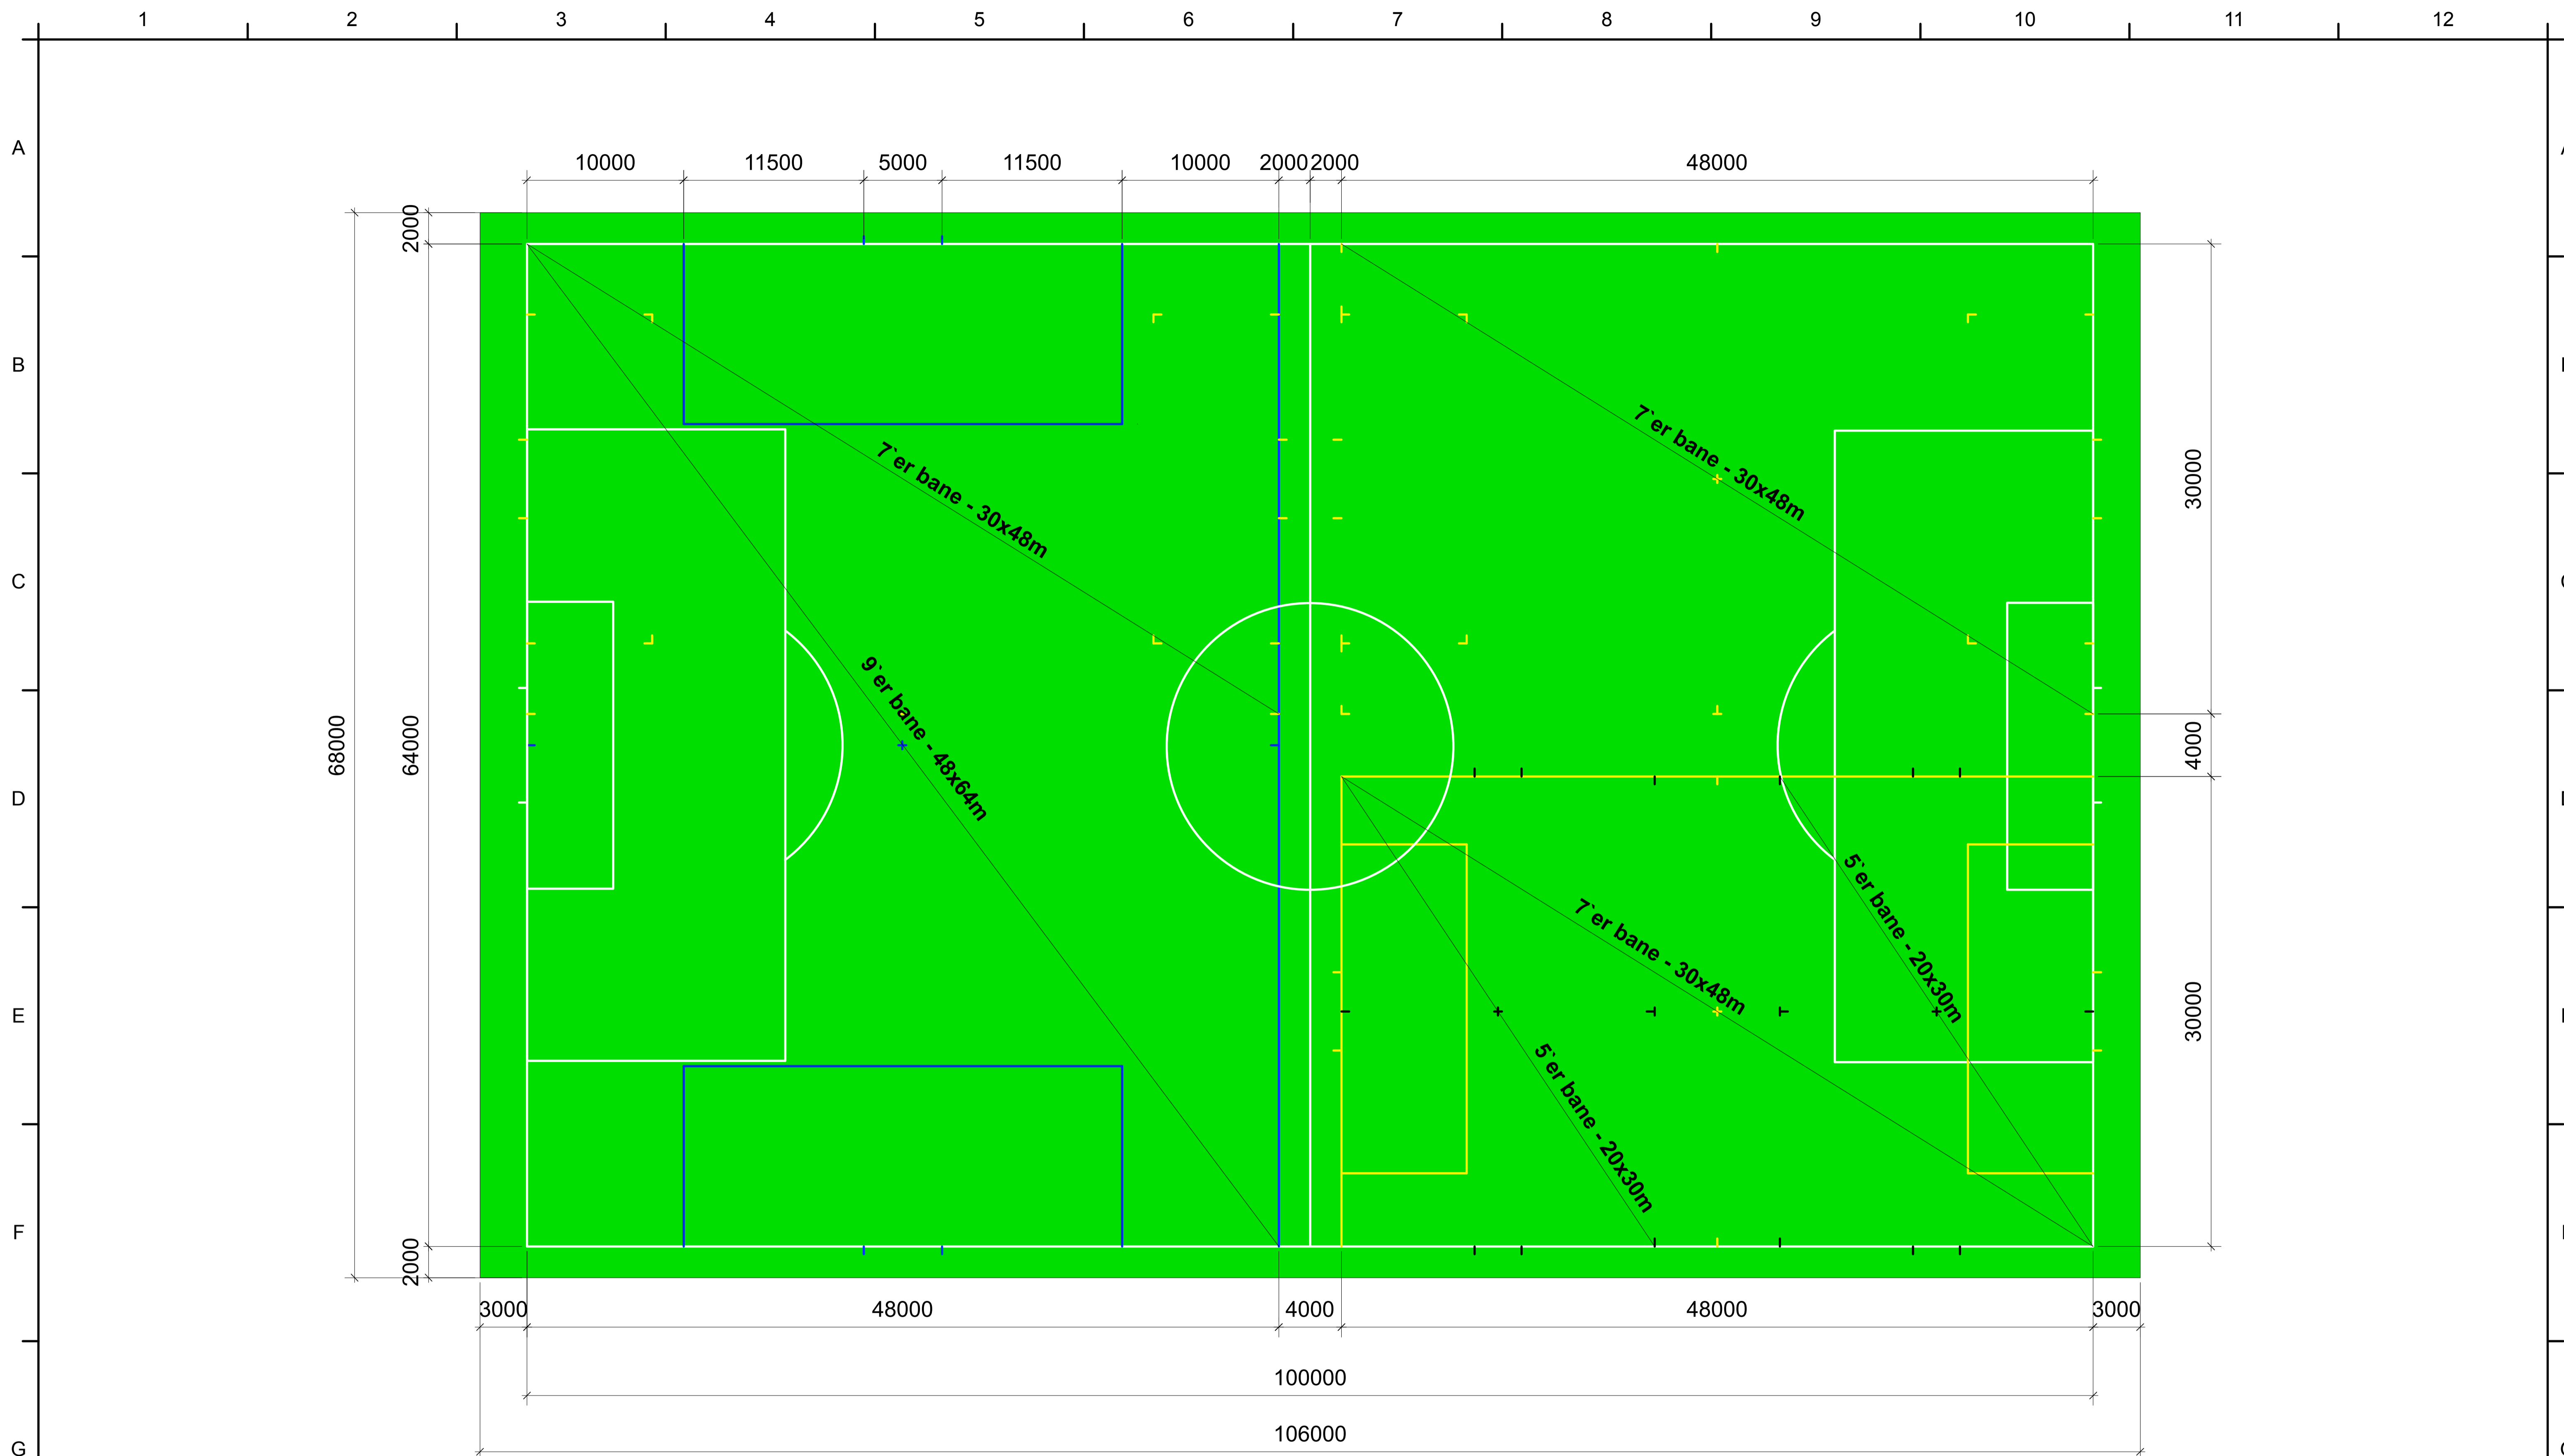 1 2 3 4 5 6 7 8 9 10 11 12
A
10000 11500 5000 11500 10000 2000 2000 48000
2000
B
7`er bane - 30x48m
7`er bane - 30x48m
30000
C
9`er bane - 48x64m
68000
64000
4000
D
5`er bane - 20x30m
7`er bane - 30x48m
30000
E
5`er bane - 20x30m
F
2000
3000 48000 4000 48000 3000
100000
106000
G